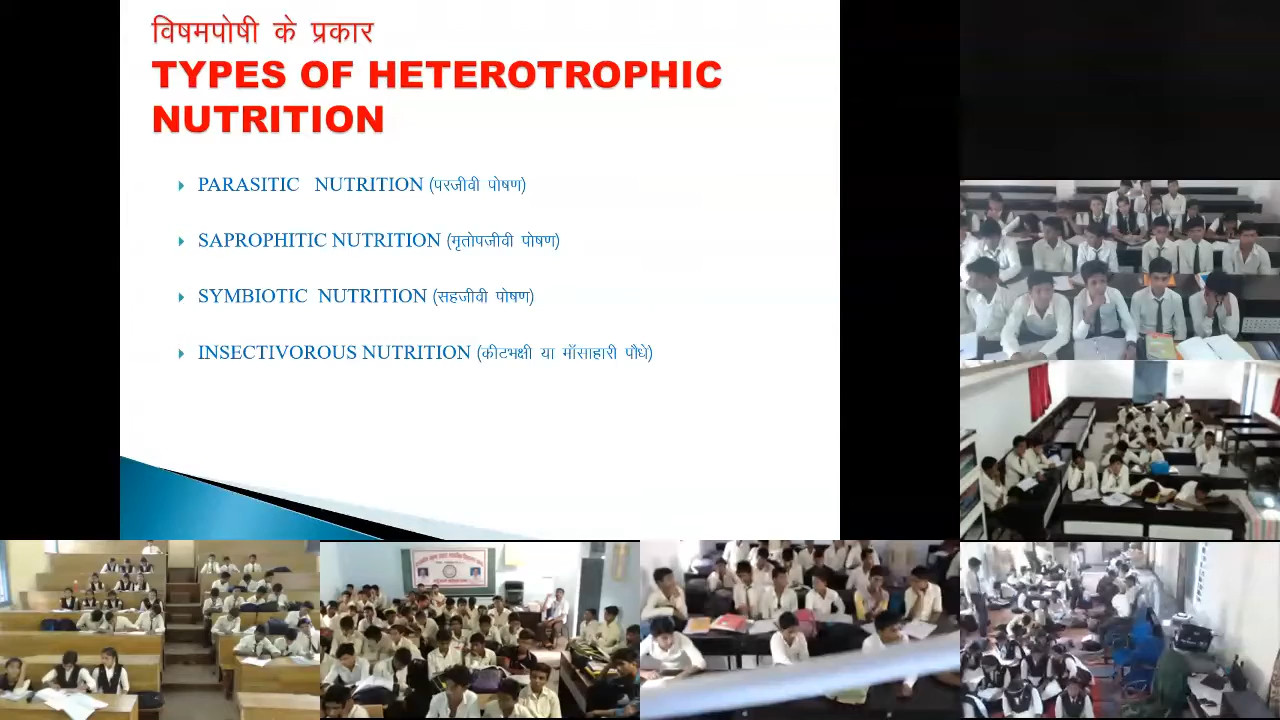 विषमपोषी के प्रकार
TYPES OF HETEROTROPHIC
NUTRITION
PARASITIC NUTRITION (परजीवी पोषण)
SAPROPHITIC NUTRITION (मृतोपजीवी पोषण)
SYMBIOTIC NUTRITION (सहजीवी पोषण)
INSECTIVOROUS NUTRITION (कीटभक्षी या मॉसाहारी पौधे)